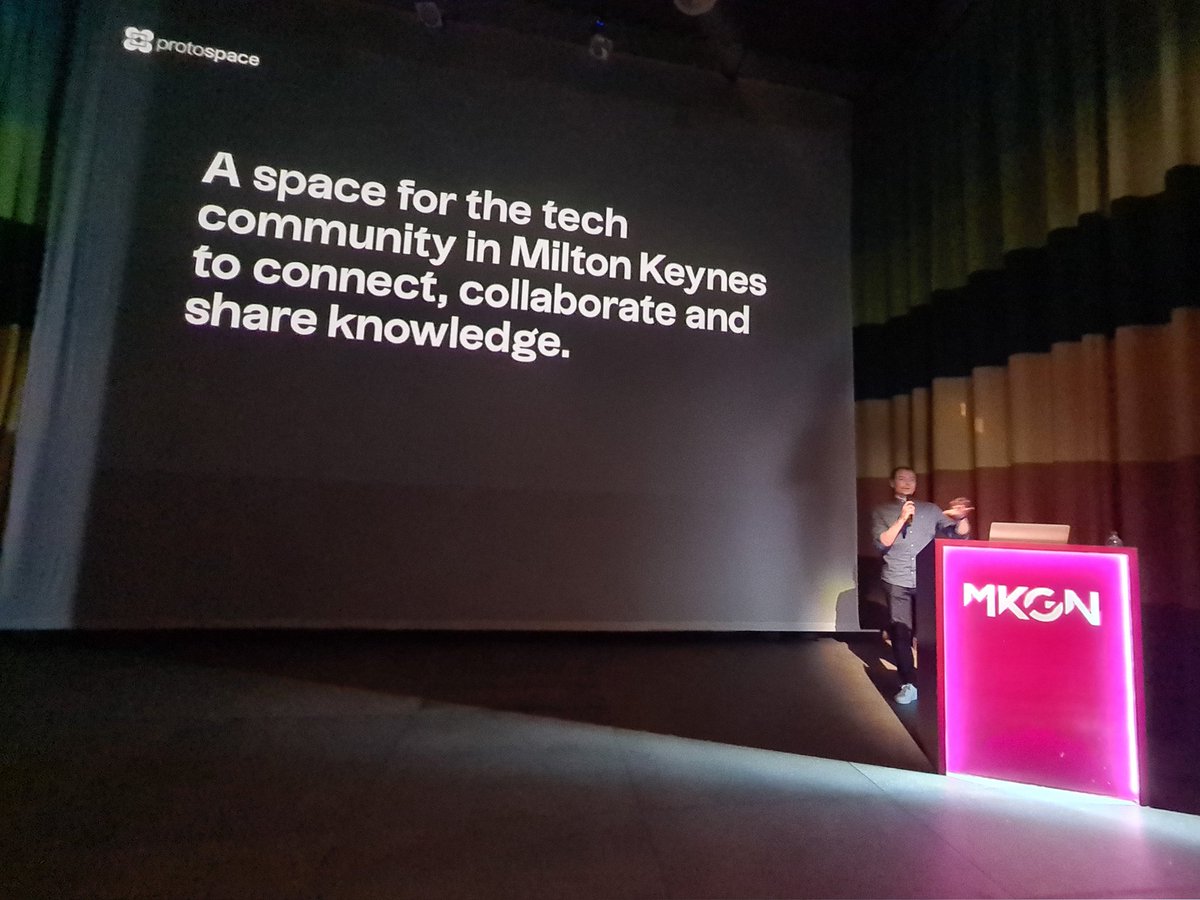 protospace
A space for the tech
community in Milton Keynes
to connect, collaborate and
share knowledge.
MKGN